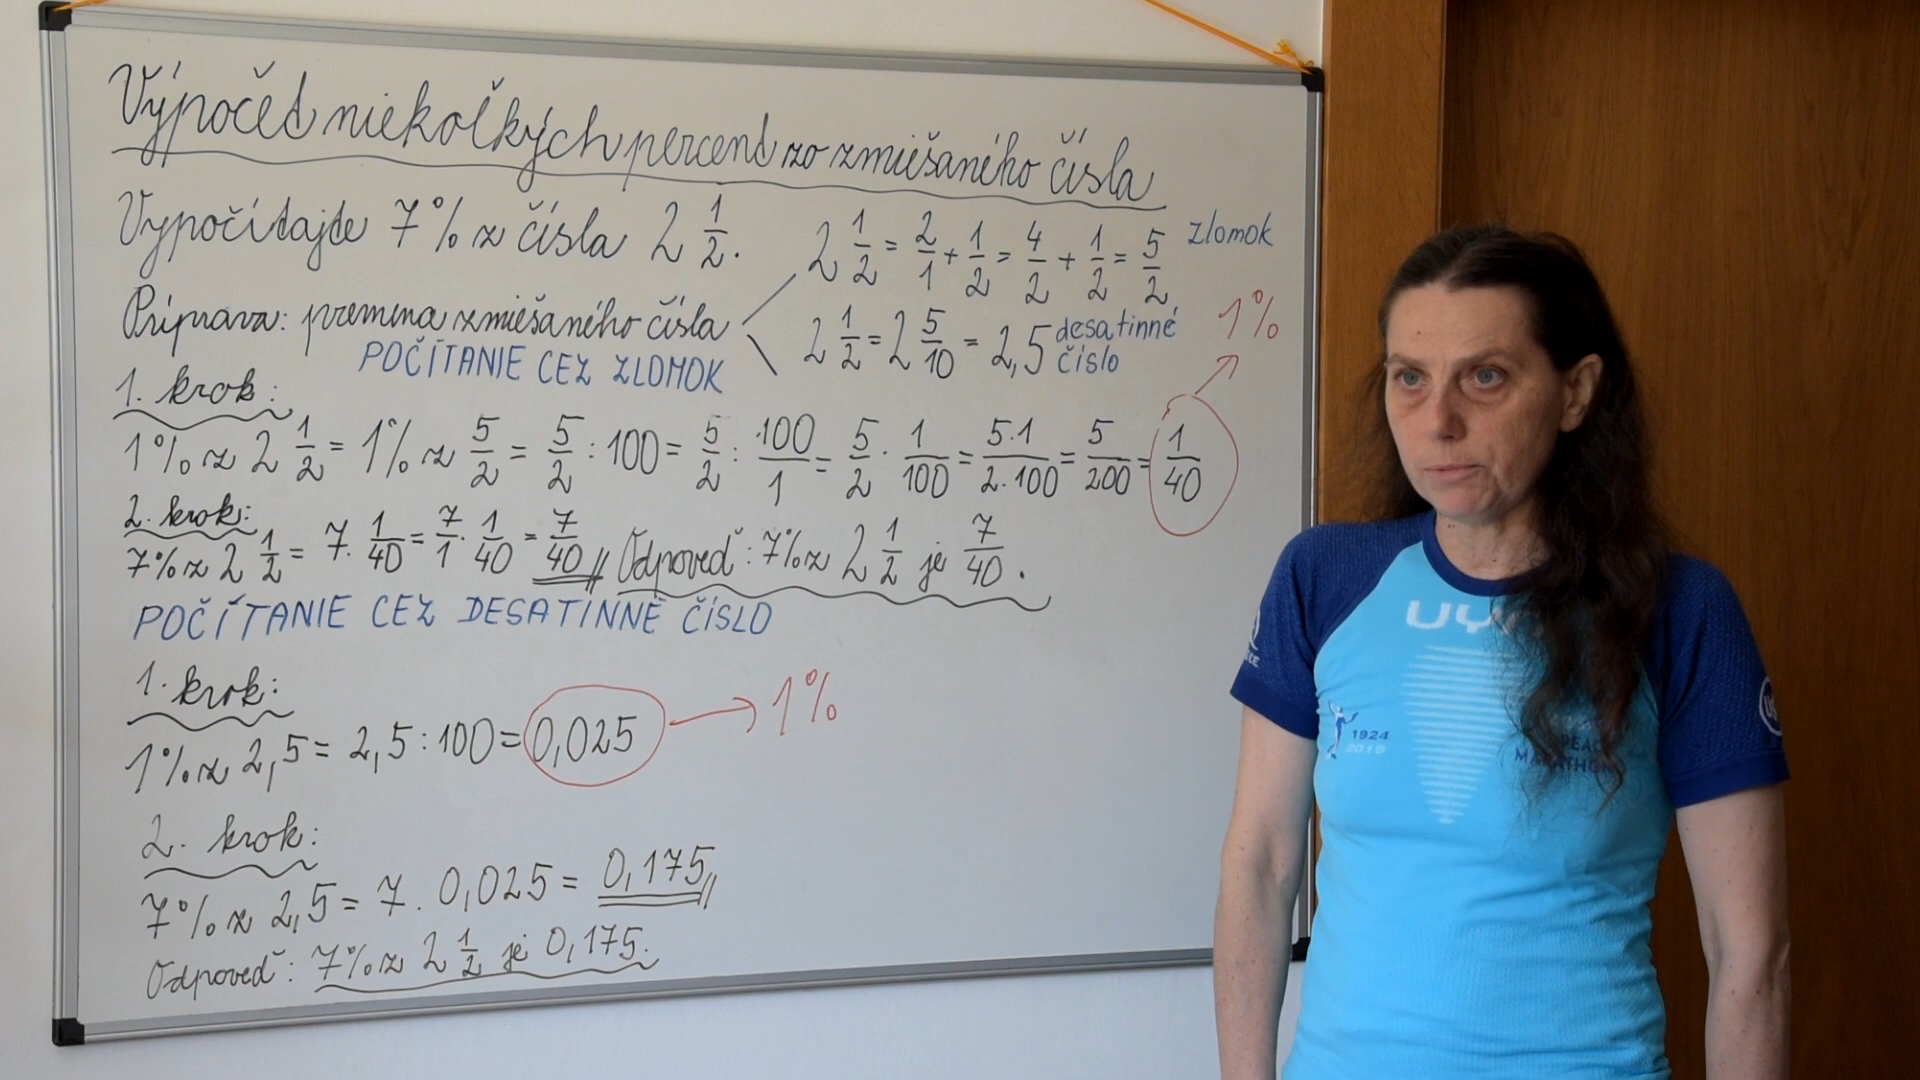 Výpočet niekoľkých percent zo zmiešaného čísla
Vypočítajte 7% z čísla 2 1/2.
2 1/2 = 2/1 + 1/2 = 4/2 + 1/2 = 5/2 zlomok
Príprava: premena zmiešaného čísla
2 1/2 = 2 5/10 = 2,5 desatinné číslo
1%
POČÍTANIE CEZ ZLOMOK
1. krok:
1% z 2 1/2 = 1% z 5/2 = 5/2 : 100 = 5/2 : 100/1 = 5/2 · 1/100 = 5.1/2.100 = 5/200 = 1/40
2. krok:
7% z 2 1/2 = 7. 1/40 = 7/1 · 1/40 = 7/40 Odpoveď: 7% z 2 1/2 je 7/40.
POČÍTANIE CEZ DESATINNÉ ČÍSLO
1. krok:
1% z 2,5 = 2,5 : 100 = 0,025 → 1%
2. krok:
7% z 2,5 = 7 . 0,025 = 0,175
Odpoveď: 7% z 2 1/2 je 0,175.
1924
2019